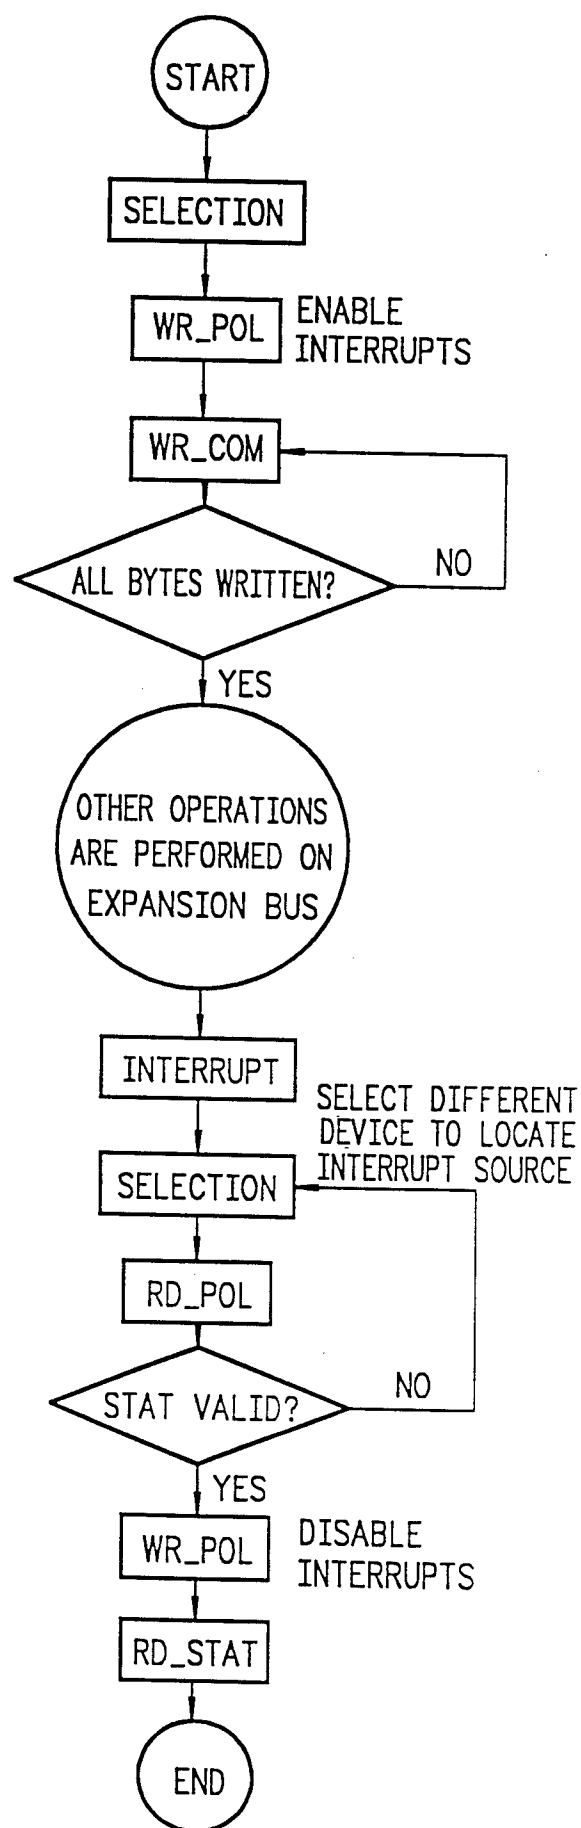 START
SELECTION
WR_POL
ENABLE
INTERRUPTS
WR_COM
ALL BYTES WRITTEN?
NO
YES
OTHER OPERATIONS
ARE PERFORMED ON
EXPANSION BUS
INTERRUPT
SELECT DIFFERENT
DEVICE TO LOCATE
INTERRUPT SOURCE
SELECTION
RD_POL
STAT VALID?
NO
YES
WR_POL
DISABLE
INTERRUPTS
RD_STAT
END